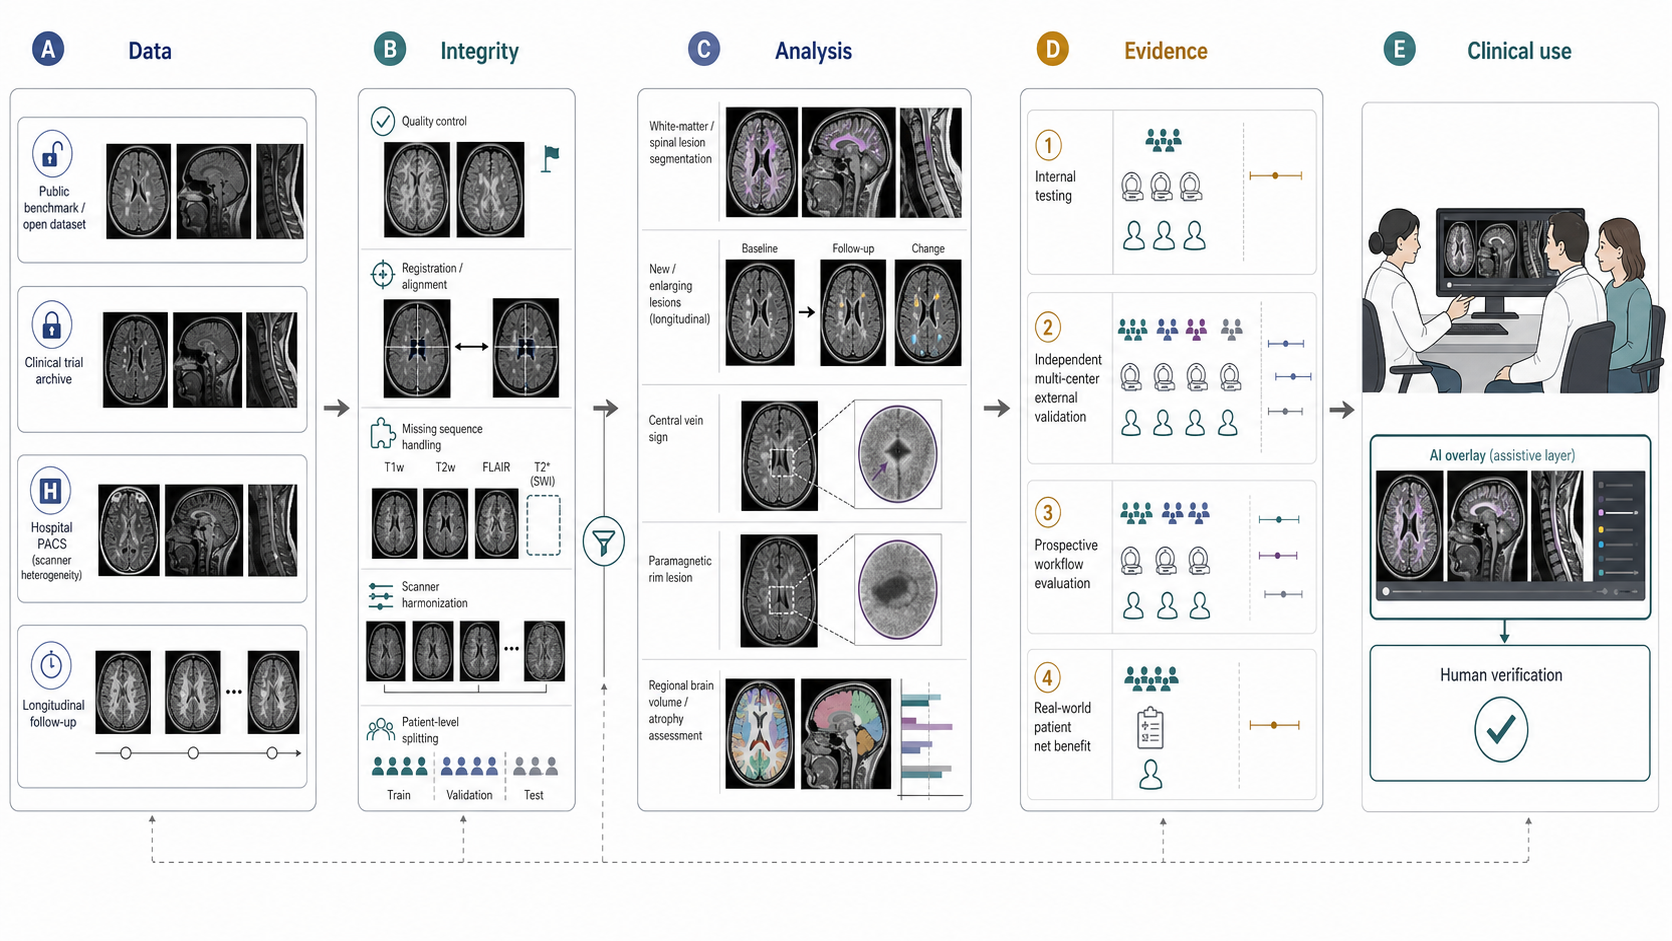 A Data
Public
benchmark /
open dataset
Clinical trial
archive
H
Hospital
PACS
(scanner
heterogeneity)
Longitudinal
follow-up
B Integrity
Quality control
Registration /
alignment
Missing sequence
handling
T1w T2w FLAIR T2*
(SWI)
Scanner
harmonization
Patient-level
splitting
Train Validation Test
C Analysis
White-matter /
spinal lesion
segmentation
Baseline Follow-up Change
New /
enlarging
lesions
(longitudinal)
Central vein
sign
Paramagnetic
rim lesion
Regional brain
volume /
atrophy
assessment
D Evidence
1
Internal
testing
2
Independent
multi-center
external
validation
3
Prospective
workflow
evaluation
4
Real-world
patient
net benefit
E Clinical use
AI overlay (assistive layer)
Human verification